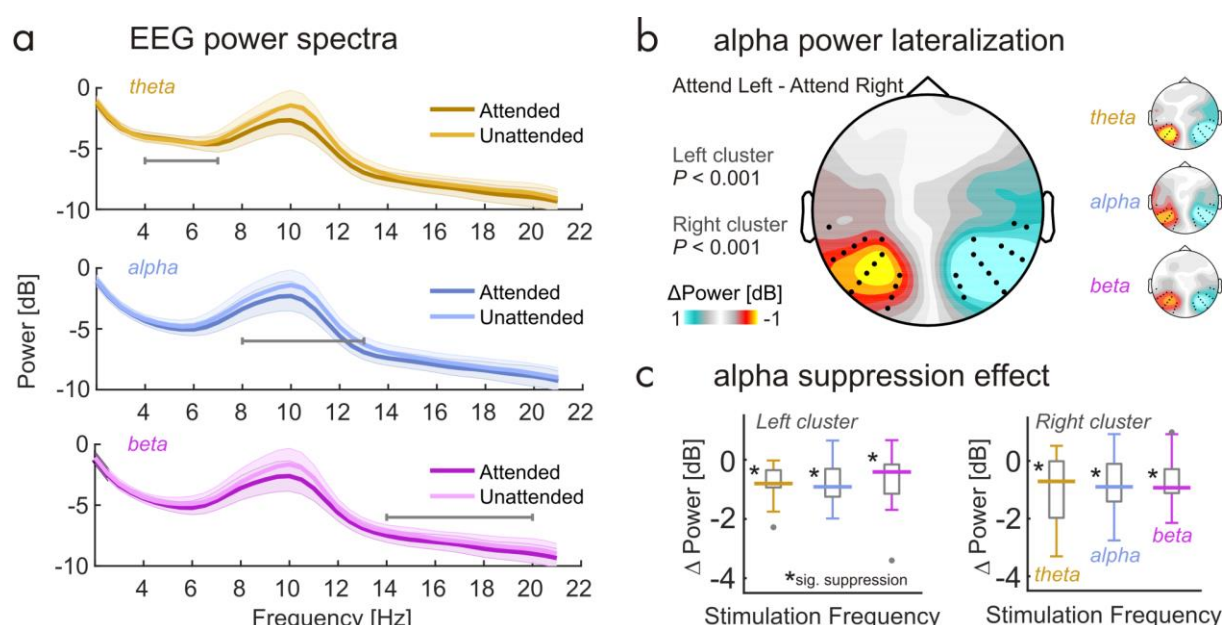 a EEG power spectra
theta
Attended
Unattended
0
-5
-10
4 6 8 10 12 14 16 18 20 22
alpha
Attended
Unattended
0
-5
-10
4 6 8 10 12 14 16 18 20 22
Power [dB]
beta
Attended
Unattended
0
-5
-10
4 6 8 10 12 14 16 18 20 22
Frequency [Hz]
b alpha power lateralization
Attend Left - Attend Right
Left cluster
P < 0.001
Right cluster
P < 0.001
ΔPower [dB]
1 -1
theta
alpha
beta
c alpha suppression effect
Left cluster
Δ Power [dB]
0
-2
-4
* * *
*sig. suppression
Stimulation Frequency
Right cluster
Δ Power [dB]
0
-2
-4
* * *
theta
alpha
beta
Stimulation Frequency